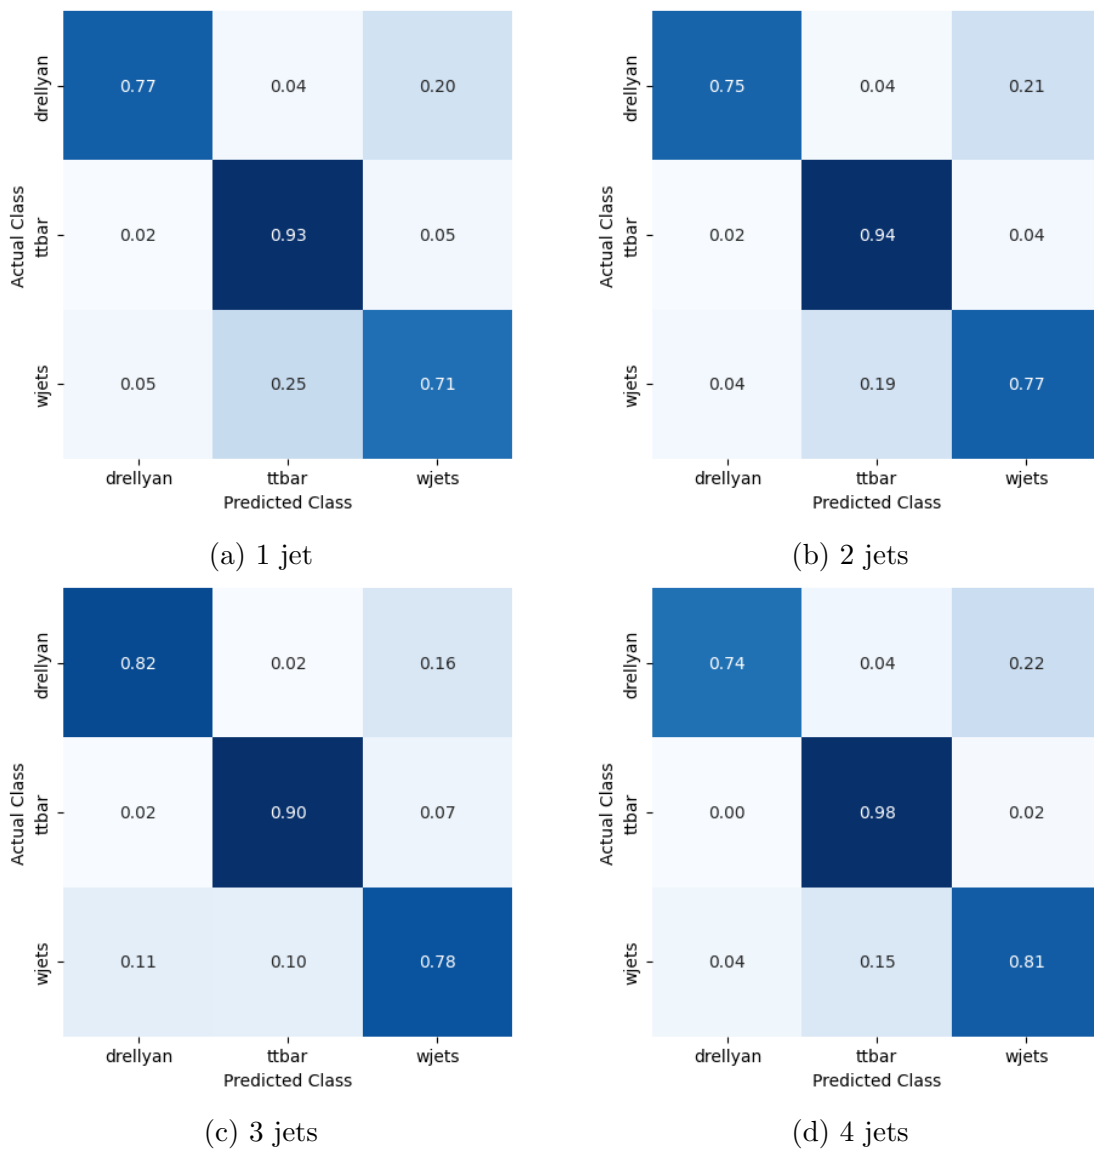 drellyan
0.77 0.04 0.20
Actual Class
ttbar
0.02 0.93 0.05
wjets
0.05 0.25 0.71
drellyan ttbar wjets
Predicted Class
(a) 1 jet
drellyan
0.75 0.04 0.21
Actual Class
ttbar
0.02 0.94 0.04
wjets
0.04 0.19 0.77
drellyan ttbar wjets
Predicted Class
(b) 2 jets
drellyan
0.82 0.02 0.16
Actual Class
ttbar
0.02 0.90 0.07
wjets
0.11 0.10 0.78
drellyan ttbar wjets
Predicted Class
(c) 3 jets
drellyan
0.74 0.04 0.22
Actual Class
ttbar
0.00 0.98 0.02
wjets
0.04 0.15 0.81
drellyan ttbar wjets
Predicted Class
(d) 4 jets